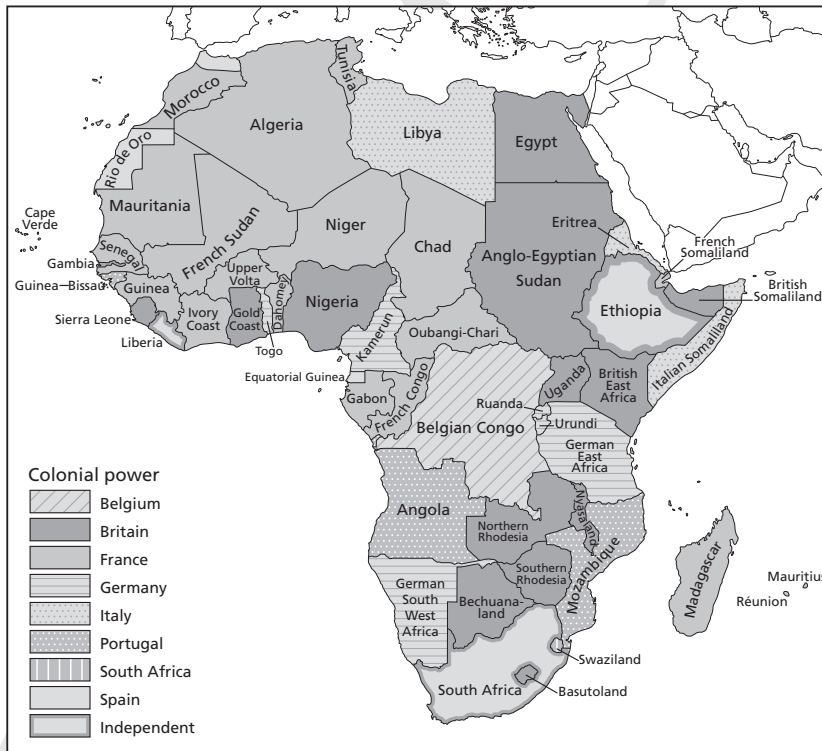 Tunisia
Morocco
Algeria
Libya
Egypt
Rio de Oro
Mauritania
French Sudan
Niger
Chad
Anglo-Egyptian
Sudan
Eritrea
French
Somaliland
Cape
Verde
Senegal
Gambia
Guinea-Bissau
Guinea
Upper
Volta
Dahomey
Nigeria
Ethiopia
British
Somaliland
Sierra Leone
Ivory
Coast
Gold
Coast
Liberia
Togo
Kamerun
Oubangi-Chari
Italian Somaliland
Equatorial Guinea
Gabon
French Congo
Uganda
British
East
Africa
Ruanda
Belgian Congo
Urundi
German
East
Africa
Angola
Northern
Rhodesia
Nyasaland
Mozambique
Southern
Rhodesia
German
South
West
Africa
Bechuana-
land
Madagascar
Mauritius
Réunion
Swaziland
South Africa
Basutoland
Colonial power
Belgium
Britain
France
Germany
Italy
Portugal
South Africa
Spain
Independent